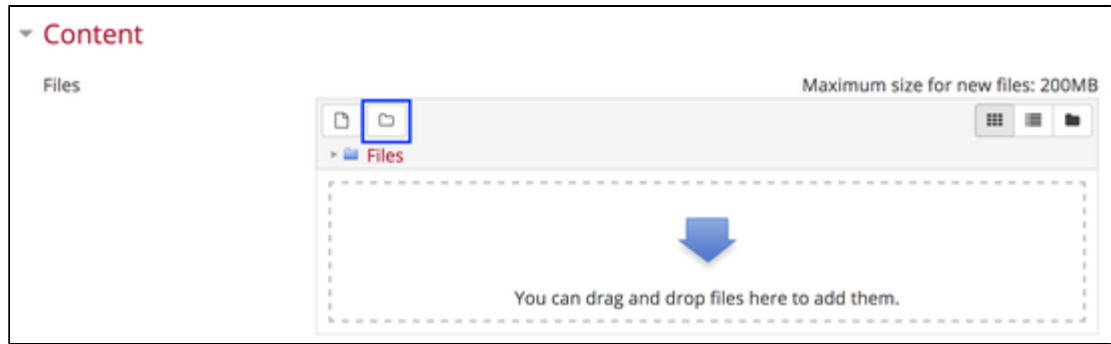 Content
Files
Maximum size for new files: 200MB
Files
You can drag and drop files here to add them.